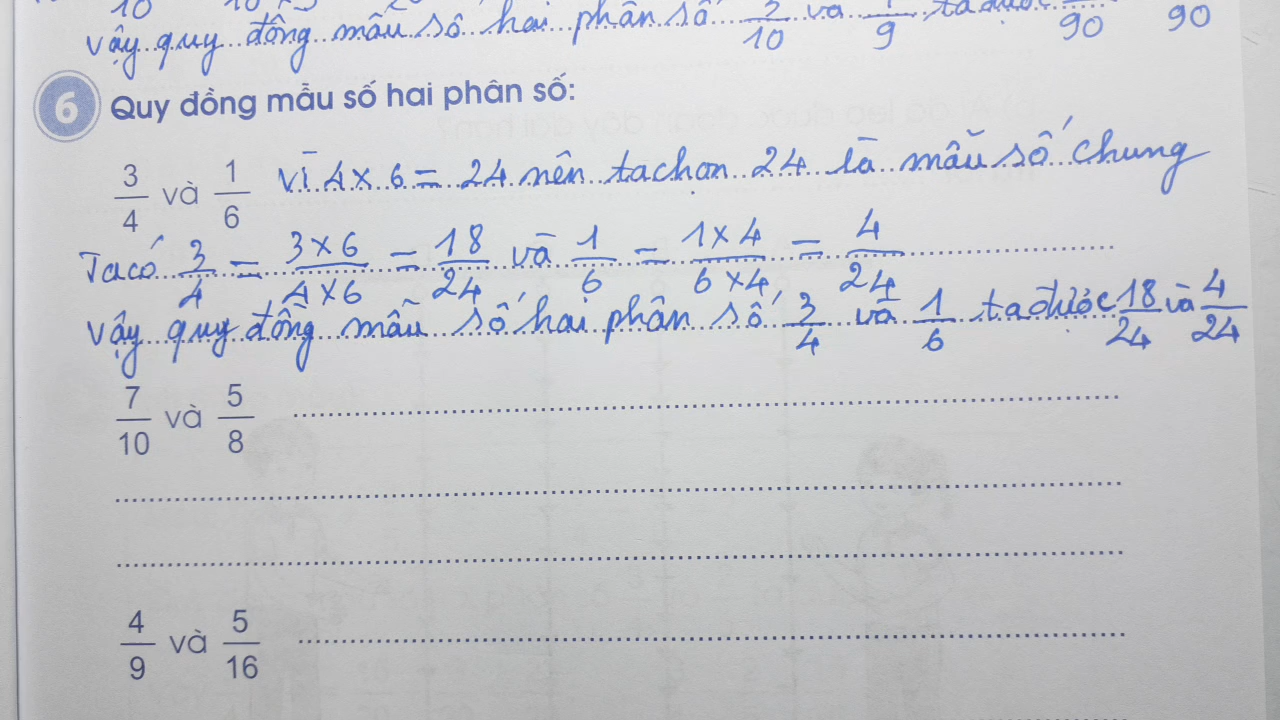 10
vậy quy đồng mẫu số hai phân số 3/10 và 1/9, ta được 90 90
6 Quy đồng mẫu số hai phân số:
3/4 và 1/6 Vì 4 x 6 = 24 nên ta chọn 24 là mẫu số chung
Ta có 3/4 = 3 x 6 / 4 x 6 = 18/24 và 1/6 = 1 x 4 / 6 x 4 = 4/24
Vậy quy đồng mẫu số hai phân số 3/4 và 1/6 ta được 18/24 và 4/24
7/10 và 5/8
4/9 và 5/16